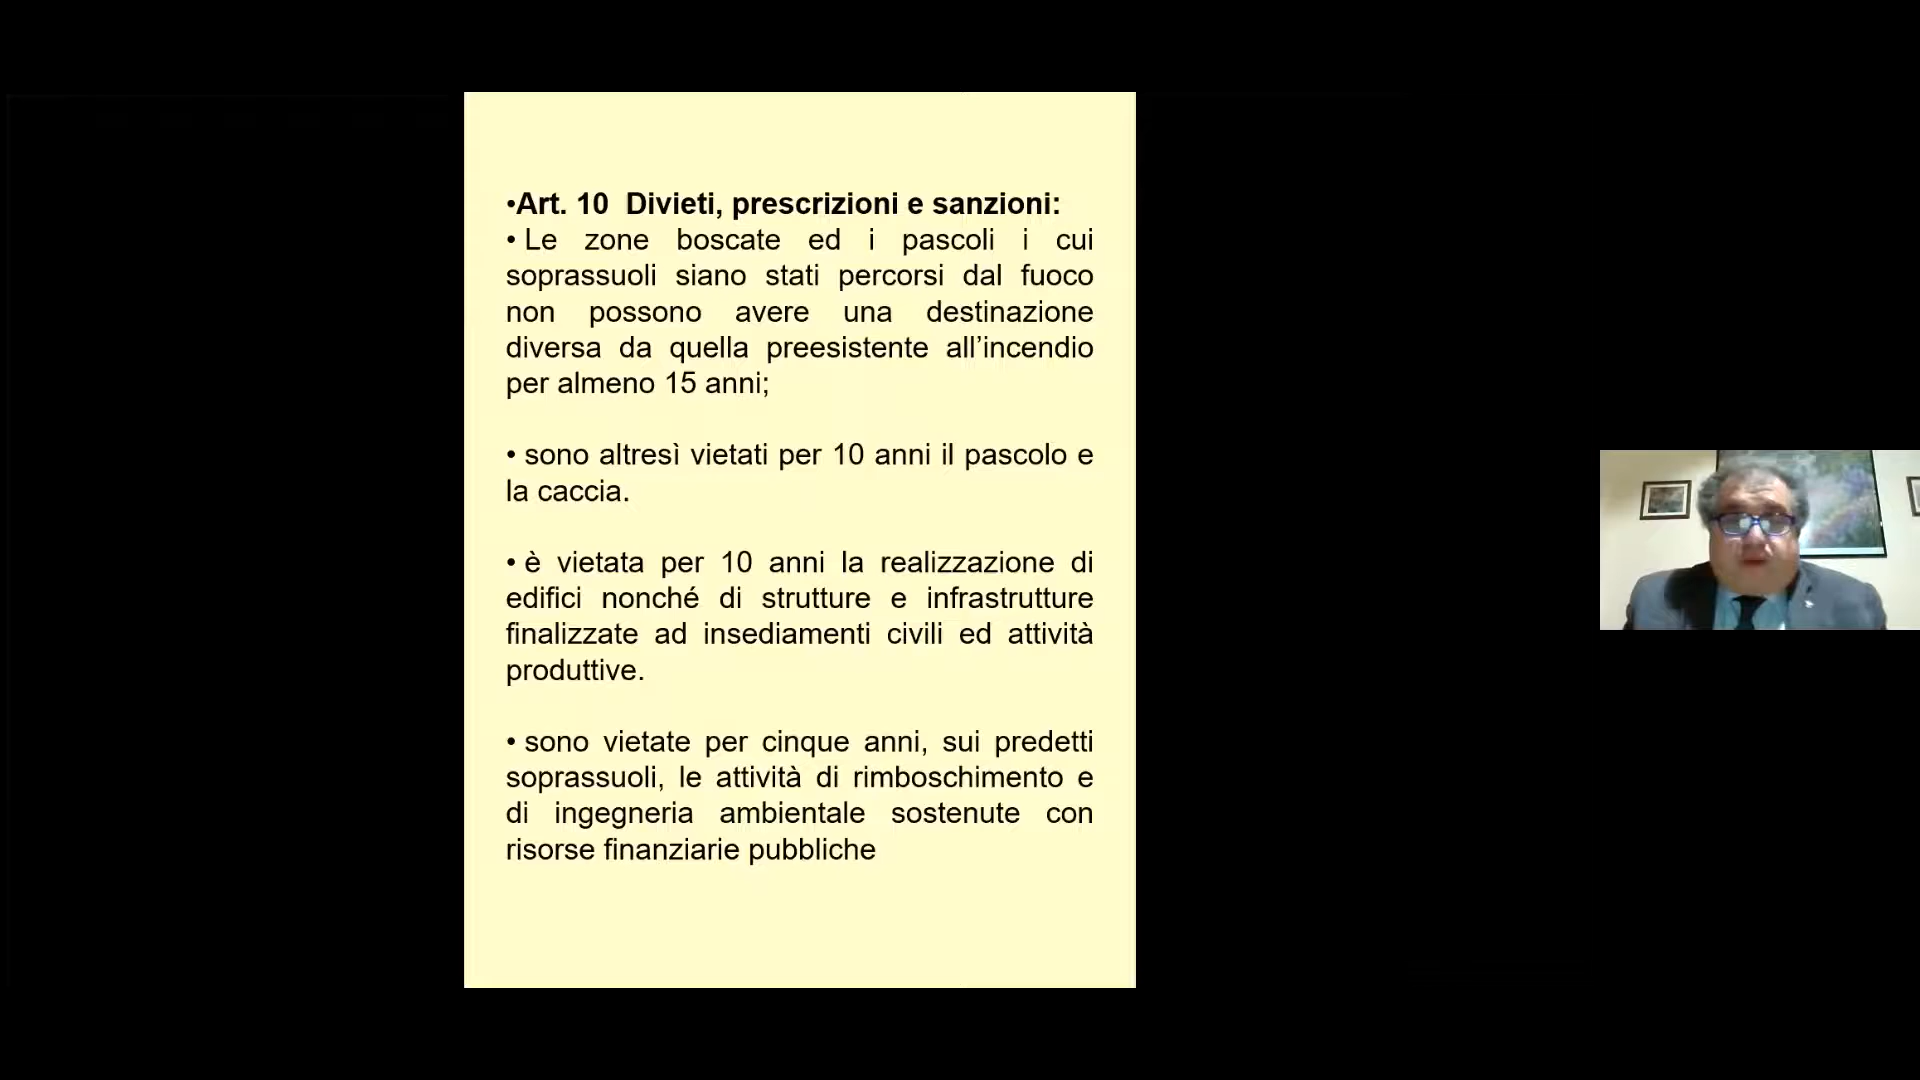 •Art. 10  Divieti, prescrizioni e sanzioni:
• Le zone boscate ed i pascoli i cui
soprassuoli siano stati percorsi dal fuoco
non possono avere una destinazione
diversa da quella preesistente all’incendio
per almeno 15 anni;
• sono altresì vietati per 10 anni il pascolo e
la caccia.
• è vietata per 10 anni la realizzazione di
edifici nonché di strutture e infrastrutture
finalizzate ad insediamenti civili ed attività
produttive.
• sono vietate per cinque anni, sui predetti
soprassuoli, le attività di rimboschimento e
di ingegneria ambientale sostenute con
risorse finanziarie pubbliche